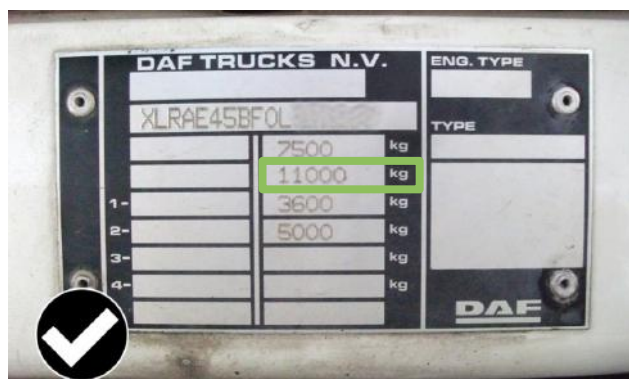 DAF TRUCKS N.V.
ENG. TYPE
XLRAE45BF0L
TYPE
7500 kg
11000 kg
1- 3600 kg
2- 5000 kg
3- kg
4- kg
DAF